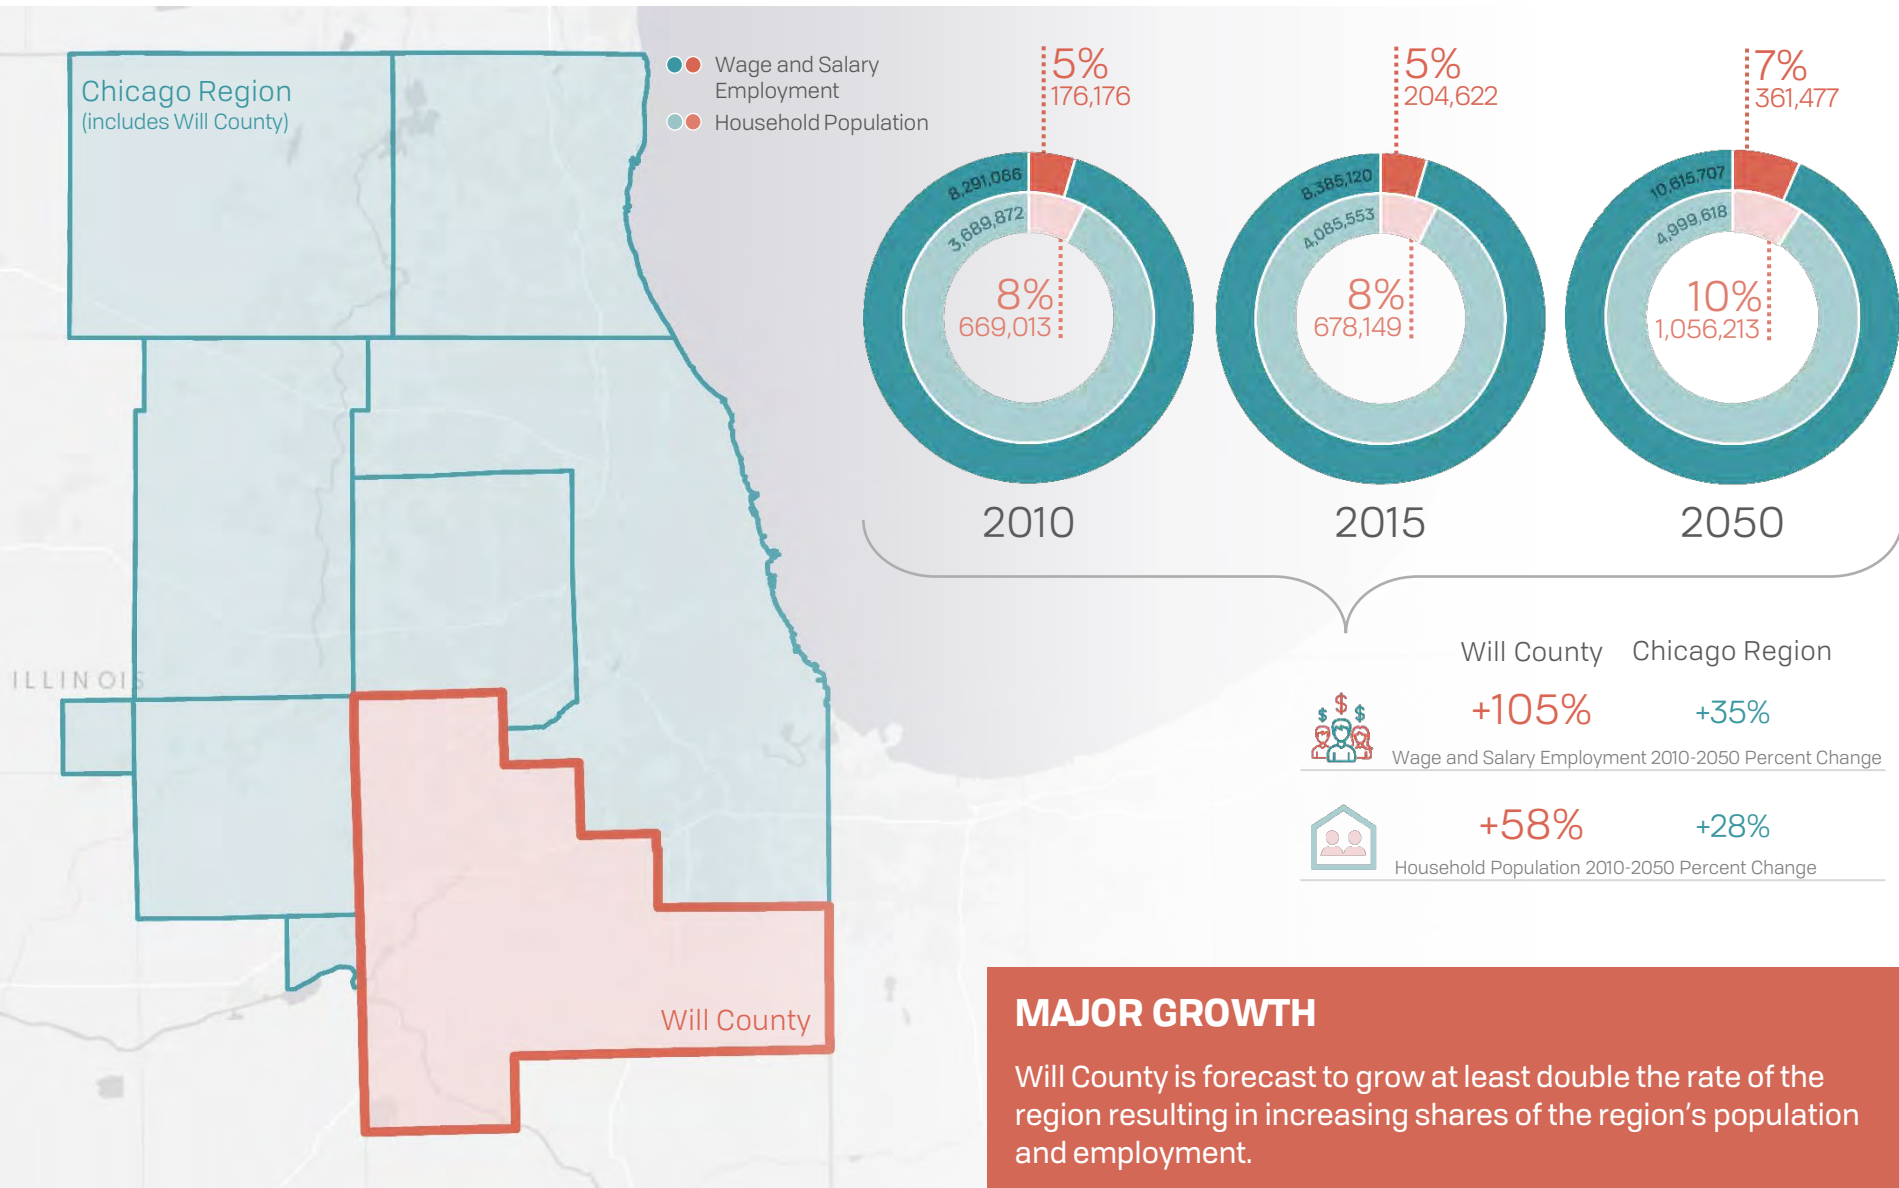 Chicago Region
(includes Will County)
Wage and Salary
Employment
Household Population
5%
176,176
8,291,066
3,689,872
8%
669,013
2010
5%
204,622
8,385,120
4,085,553
8%
678,149
2015
7%
361,477
10,615,707
4,999,618
10%
1,056,213
2050
ILLINOIS
Will County
Will County Chicago Region
$ $ $
+105% +35%
Wage and Salary Employment 2010-2050 Percent Change
+58% +28%
Household Population 2010-2050 Percent Change
MAJOR GROWTH
Will County is forecast to grow at least double the rate of the
region resulting in increasing shares of the region’s population
and employment.